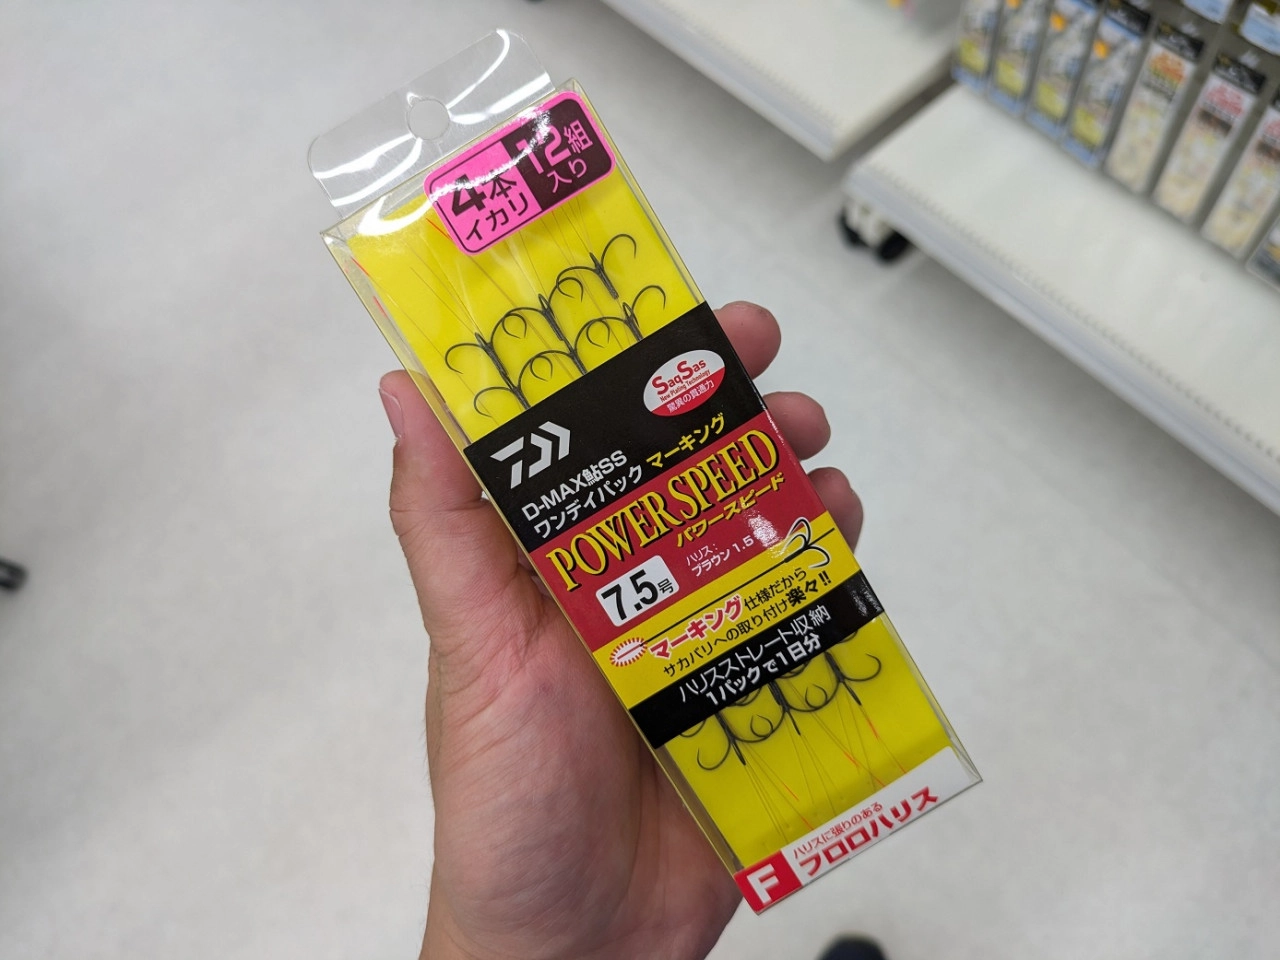 4本
イカリ
12組
入り
SaqSas
New Plating Technology
驚異の貫通力
D-MAX鮎SS
ワンデイパック マーキング
POWER SPEED
パワースピード
7.5号
ハリス:
ブラウン1.5
マーキング仕様だから
サカバリへの取り付け楽々!!
ハリスストレート収納
1パックで1日分
F
ハリスに張りのある
フロロハリス